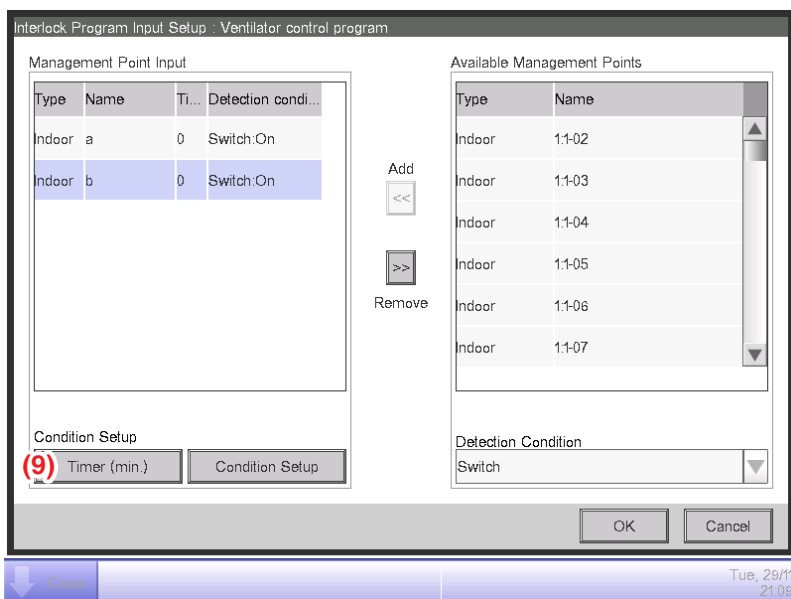 Interlock Program Input Setup : Ventilator control program
Management Point Input
Available Management Points
Type Name Ti... Detection condi...
Indoor a 0 Switch:On
Indoor b 0 Switch:On
Add
<<
>>
Remove
Type Name
Indoor 1:1-02
Indoor 1:1-03
Indoor 1:1-04
Indoor 1:1-05
Indoor 1:1-06
Indoor 1:1-07
Condition Setup
(9) Timer (min.) Condition Setup
Detection Condition
Switch
OK Cancel
Close
Tue, 29/11
21:09